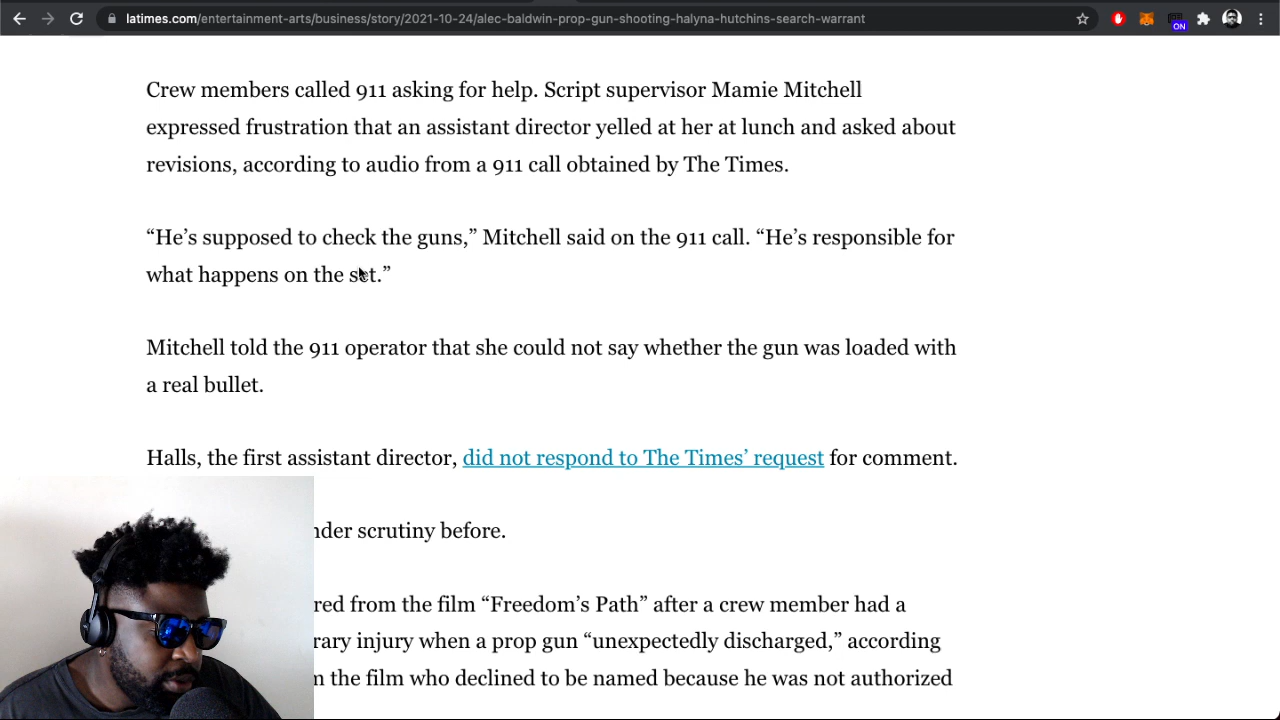 latimes.com/entertainment-arts/business/story/2021-10-24/alec-baldwin-prop-gun-shooting-halyna-hutchins-search-warrant
ON
Crew members called 911 asking for help. Script supervisor Mamie Mitchell
expressed frustration that an assistant director yelled at her at lunch and asked about
revisions, according to audio from a 911 call obtained by The Times.
“He’s supposed to check the guns,” Mitchell said on the 911 call. “He’s responsible for
what happens on the set.”
Mitchell told the 911 operator that she could not say whether the gun was loaded with
a real bullet.
Halls, the first assistant director, did not respond to The Times’ request for comment.
nder scrutiny before.
red from the film “Freedom’s Path” after a crew member had a
rary injury when a prop gun “unexpectedly discharged,” according
m the film who declined to be named because he was not authorized